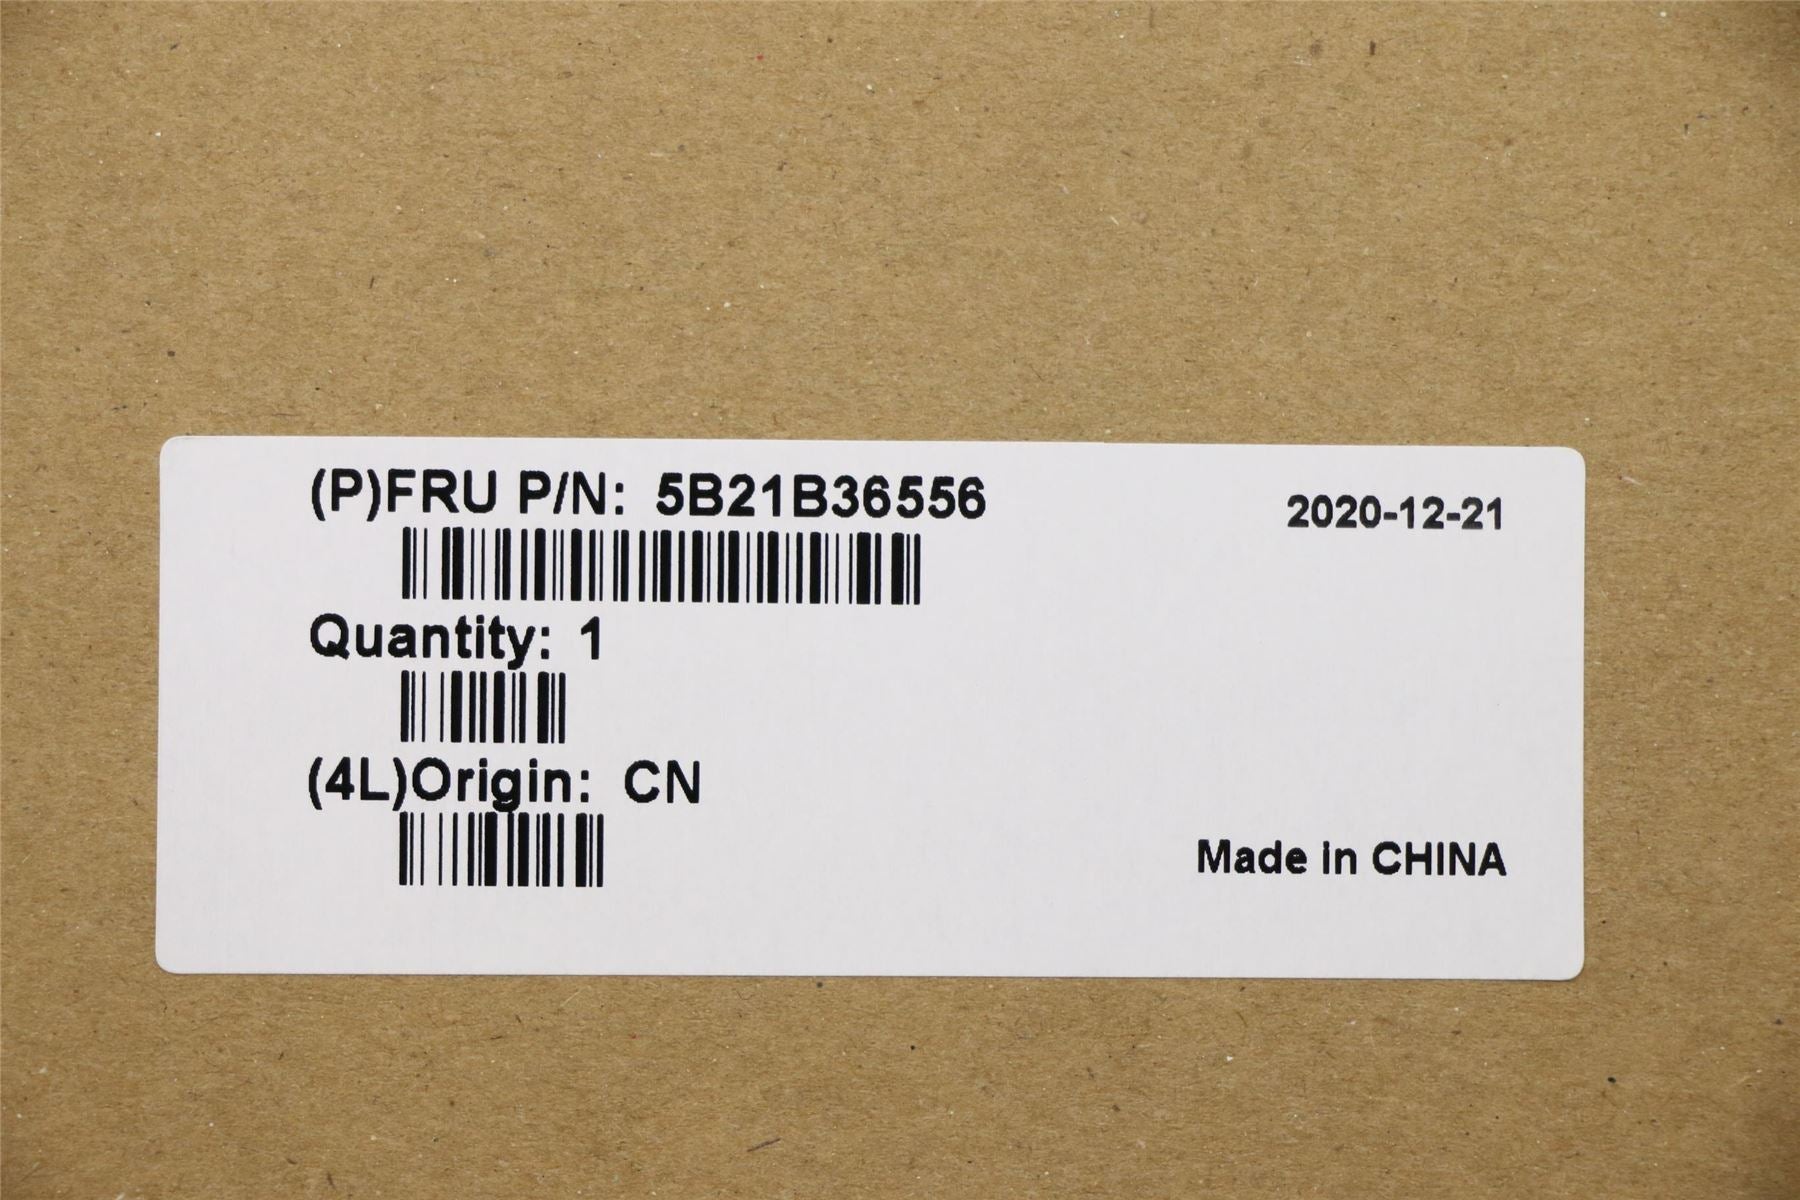 (P)FRU P/N: 5B21B36556
2020-12-21
Quantity: 1
(4L)Origin: CN
Made in CHINA